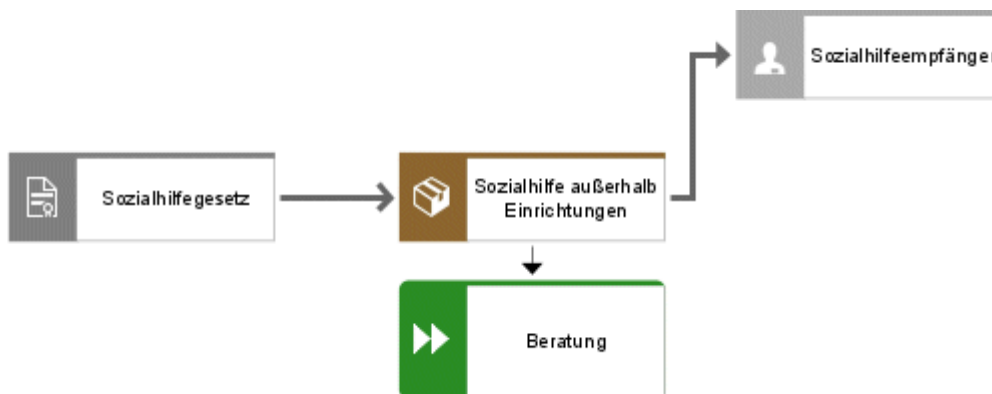 Sozialhilfeempfänger
Sozialhilfegesetz
Sozialhilfe außerhalb
Einrichtungen
Beratung